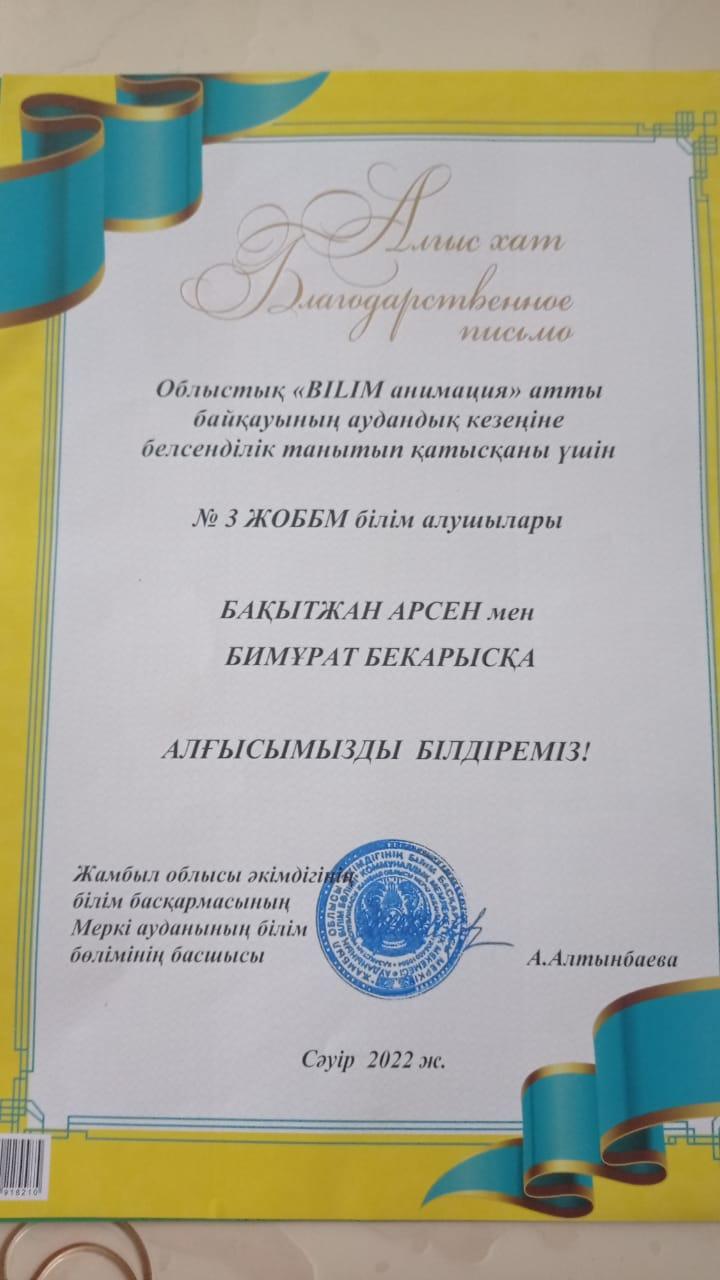 Алғыс хат
Благодарственное
письмо
Облыстық «BILIM анимация» атты
байқауының аудандық кезеңіне
белсенділік танытып қатысқаны үшін
№ 3 ЖОББМ білім алушылары
БАҚЫТЖАН АРСЕН мен
БИМҰРАТ БЕКАРЫСҚА
АЛҒЫСЫМЫЗДЫ БІЛДІРЕМІЗ!
Жамбыл облысы әкімдігінің
білім басқармасының
Меркі ауданының білім
бөлімінің басшысы
А.Алтынбаева
Сәуір 2022 ж.
918210